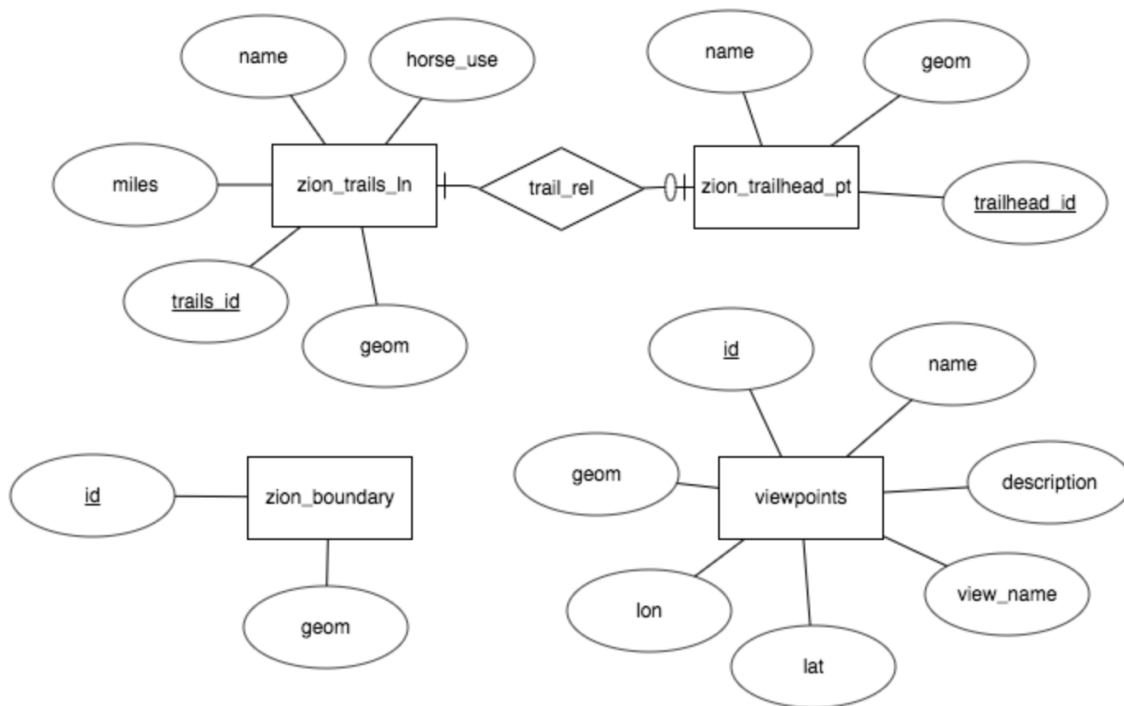 name
horse_use
name
geom
miles
zion_trails_ln
trail_rel
zion_trailhead_pt
trailhead_id
trails_id
geom
id
name
geom
description
id
zion_boundary
viewpoints
view_name
lon
geom
lat